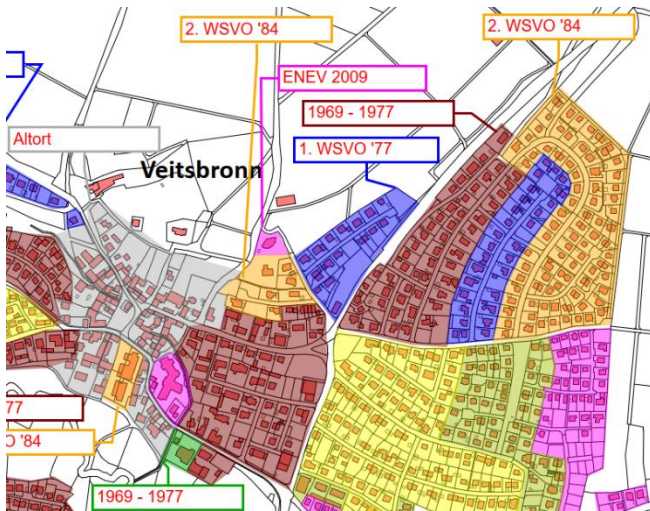 2. WSVO '84
2. WSVO '84
ENEV 2009
1969 - 1977
Altort
1. WSVO '77
Veitsbronn
77
O '84
1969 - 1977